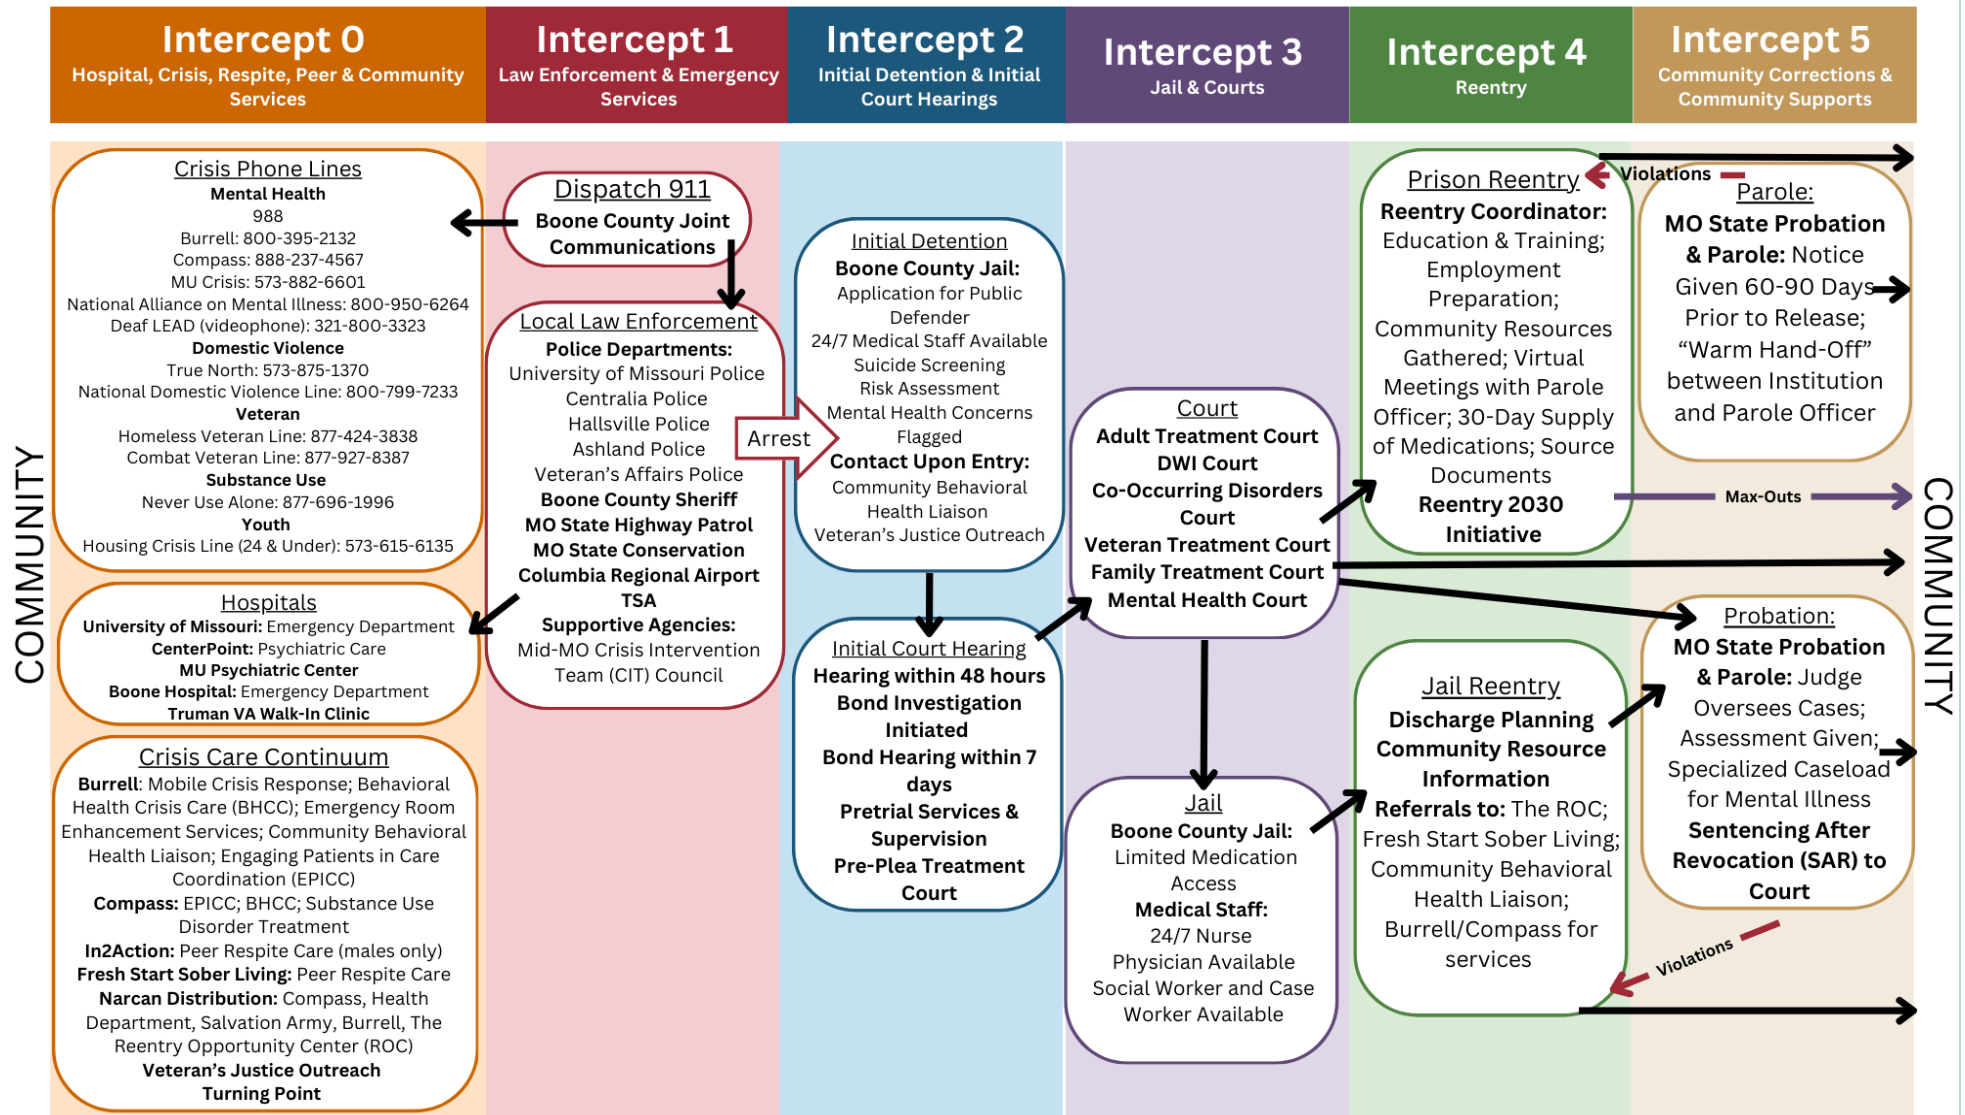 Intercept 0
Hospital, Crisis, Respite, Peer & Community
Services
Intercept 1
Law Enforcement & Emergency
Services
Intercept 2
Initial Detention & Initial
Court Hearings
Intercept 3
Jail & Courts
Intercept 4
Reentry
Intercept 5
Community Corrections &
Community Supports
COMMUNITY
Crisis Phone Lines
Mental Health
988
Burrell: 800-395-2132
Compass: 888-237-4567
MU Crisis: 573-882-6601
National Alliance on Mental Illness: 800-950-6264
Deaf LEAD (videophone): 321-800-3323
Domestic Violence
True North: 573-875-1370
National Domestic Violence Line: 800-799-7233
Veteran
Homeless Veteran Line: 877-424-3838
Combat Veteran Line: 877-927-8387
Substance Use
Never Use Alone: 877-696-1996
Youth
Housing Crisis Line (24 & Under): 573-615-6135
Hospitals
University of Missouri: Emergency Department
CenterPoint: Psychiatric Care
MU Psychiatric Center
Boone Hospital: Emergency Department
Truman VA Walk-In Clinic
Crisis Care Continuum
Burrell: Mobile Crisis Response; Behavioral
Health Crisis Care (BHCC); Emergency Room
Enhancement Services; Community Behavioral
Health Liaison; Engaging Patients in Care
Coordination (EPICC)
Compass: EPICC; BHCC; Substance Use
Disorder Treatment
In2Action: Peer Respite Care (males only)
Fresh Start Sober Living: Peer Respite Care
Narcan Distribution: Compass, Health
Department, Salvation Army, Burrell, The
Reentry Opportunity Center (ROC)
Veteran’s Justice Outreach
Turning Point
Dispatch 911
Boone County Joint
Communications
Local Law Enforcement
Police Departments:
University of Missouri Police
Centralia Police
Hallsville Police
Ashland Police
Veteran’s Affairs Police
Boone County Sheriff
MO State Highway Patrol
MO State Conservation
Columbia Regional Airport
TSA
Supportive Agencies:
Mid-MO Crisis Intervention
Team (CIT) Council
Arrest
Initial Detention
Boone County Jail:
Application for Public
Defender
24/7 Medical Staff Available
Suicide Screening
Risk Assessment
Mental Health Concerns
Flagged
Contact Upon Entry:
Community Behavioral
Health Liaison
Veteran’s Justice Outreach
Initial Court Hearing
Hearing within 48 hours
Bond Investigation
Initiated
Bond Hearing within 7
days
Pretrial Services &
Supervision
Pre-Plea Treatment
Court
Court
Adult Treatment Court
DWI Court
Co-Occurring Disorders
Court
Veteran Treatment Court
Family Treatment Court
Mental Health Court
Jail
Boone County Jail:
Limited Medication
Access
Medical Staff:
24/7 Nurse
Physician Available
Social Worker and Case
Worker Available
Prison Reentry
Reentry Coordinator:
Education & Training;
Employment
Preparation;
Community Resources
Gathered; Virtual
Meetings with Parole
Officer; 30-Day Supply
of Medications; Source
Documents
Reentry 2030
Initiative
Jail Reentry
Discharge Planning
Community Resource
Information
Referrals to: The ROC;
Fresh Start Sober Living;
Community Behavioral
Health Liaison;
Burrell/Compass for
services
Violations
Parole:
MO State Probation
& Parole: Notice
Given 60-90 Days
Prior to Release;
“Warm Hand-Off”
between Institution
and Parole Officer
Max-Outs
Probation:
MO State Probation
& Parole: Judge
Oversees Cases;
Assessment Given;
Specialized Caseload
for Mental Illness
Sentencing After
Revocation (SAR) to
Court
Violations
COMMUNITY